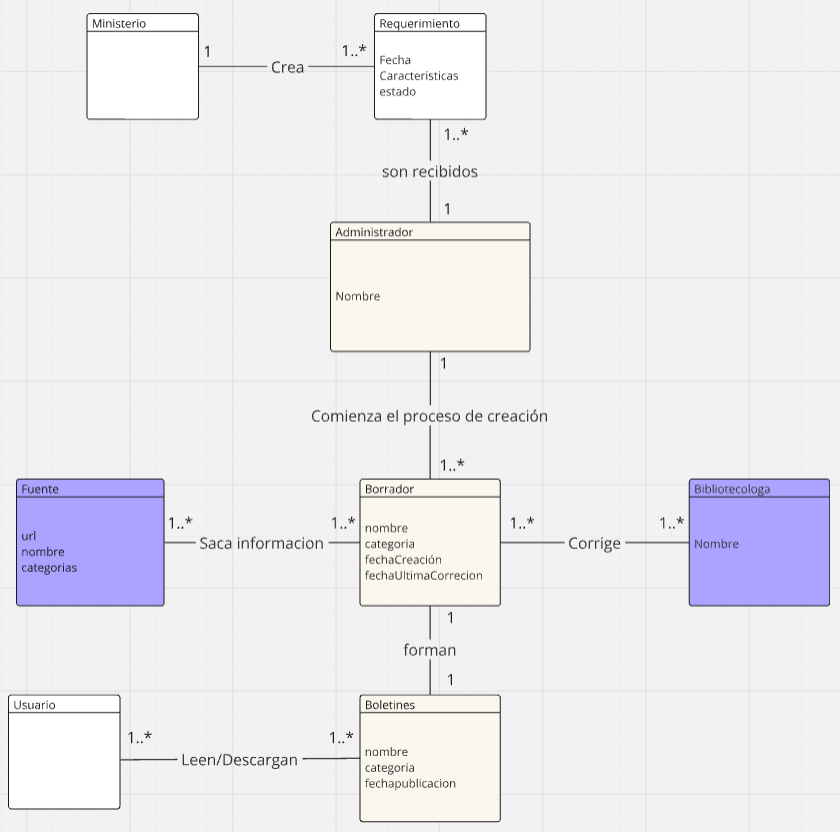 Ministerio
Requerimiento
1
1..*
Crea
Fecha
Caracteristicas
estado
1..*
son recibidos
1
Administrador
Nombre
1
Comienza el proceso de creación
1..*
Fuente
url
nombre
categorias
1..*
Saca informacion
1..*
Borrador
nombre
categoria
fechaCreación
fechaUltimaCorrecion
1..*
Corrige
1..*
Bibliotecologa
Nombre
1
forman
1
Usuario
1..*
Leen/Descargan
1..*
Boletines
nombre
categoria
fechapublicacion